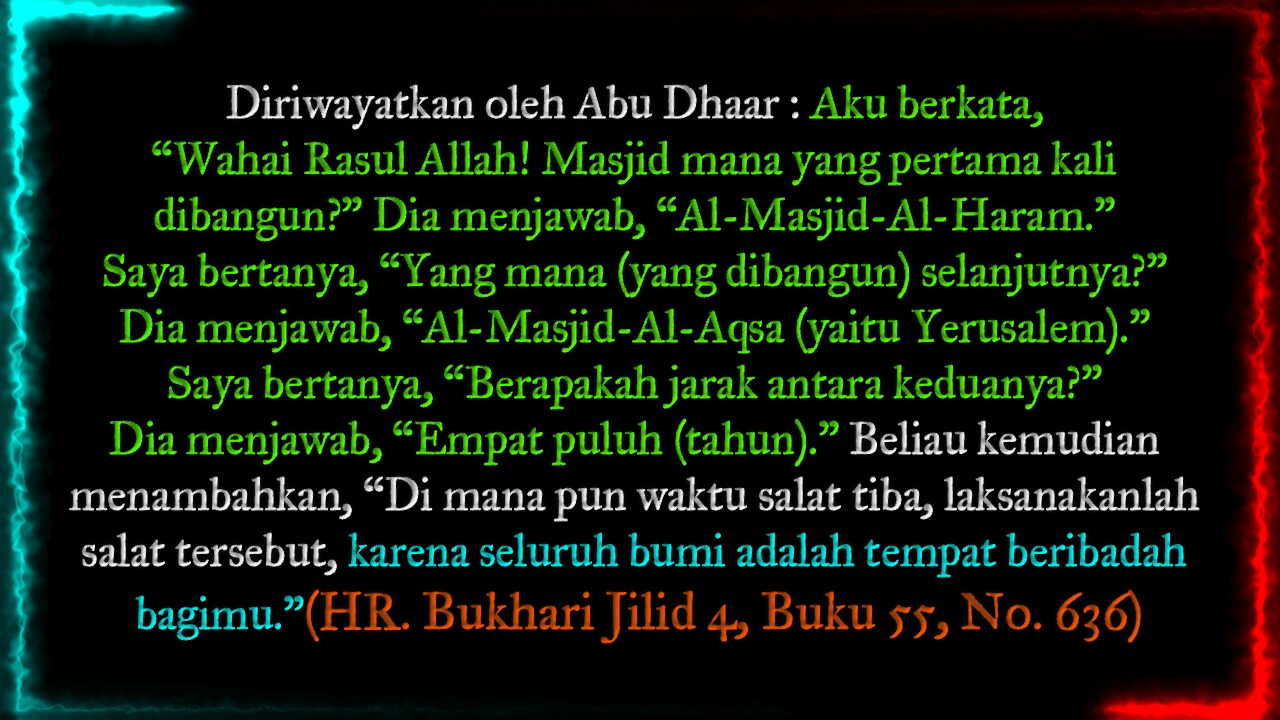 Diriwayatkan oleh Abu Dhaar : Aku berkata,
“Wahai Rasul Allah! Masjid mana yang pertama kali
dibangun?” Dia menjawab, “Al-Masjid-Al-Haram.”
Saya bertanya, “Yang mana (yang dibangun) selanjutnya?”
Dia menjawab, “Al-Masjid-Al-Aqsa (yaitu Yerusalem).”
Saya bertanya, “Berapakah jarak antara keduanya?”
Dia menjawab, “Empat puluh (tahun).” Beliau kemudian
menambahkan, “Di mana pun waktu salat tiba, laksanakanlah
salat tersebut, karena seluruh bumi adalah tempat beribadah
bagimu.”(HR. Bukhari Jilid 4, Buku 55, No. 636)